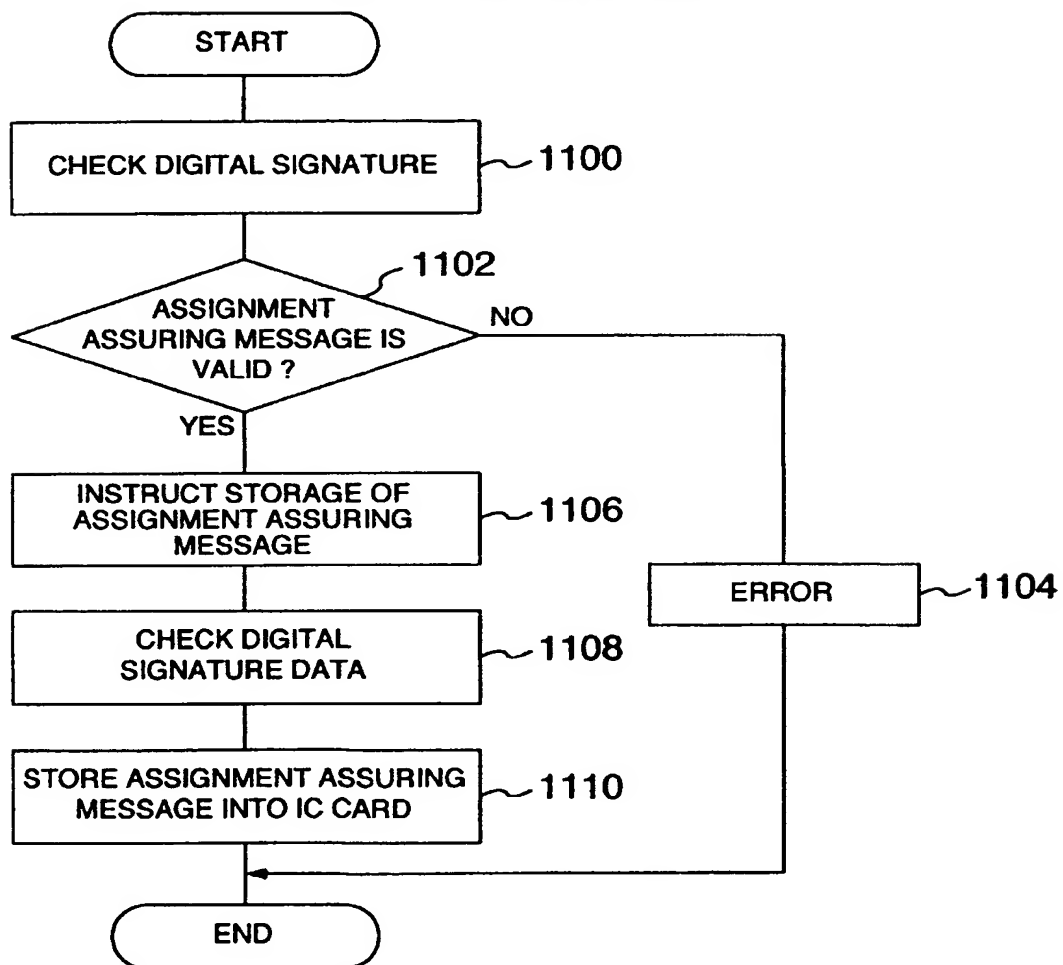 START
CHECK DIGITAL SIGNATURE
1100
1102
ASSIGNMENT
ASSURING MESSAGE IS
VALID ?
NO
YES
INSTRUCT STORAGE OF
ASSIGNMENT ASSURING
MESSAGE
1106
ERROR
1104
CHECK DIGITAL
SIGNATURE DATA
1108
STORE ASSIGNMENT ASSURING
MESSAGE INTO IC CARD
1110
END